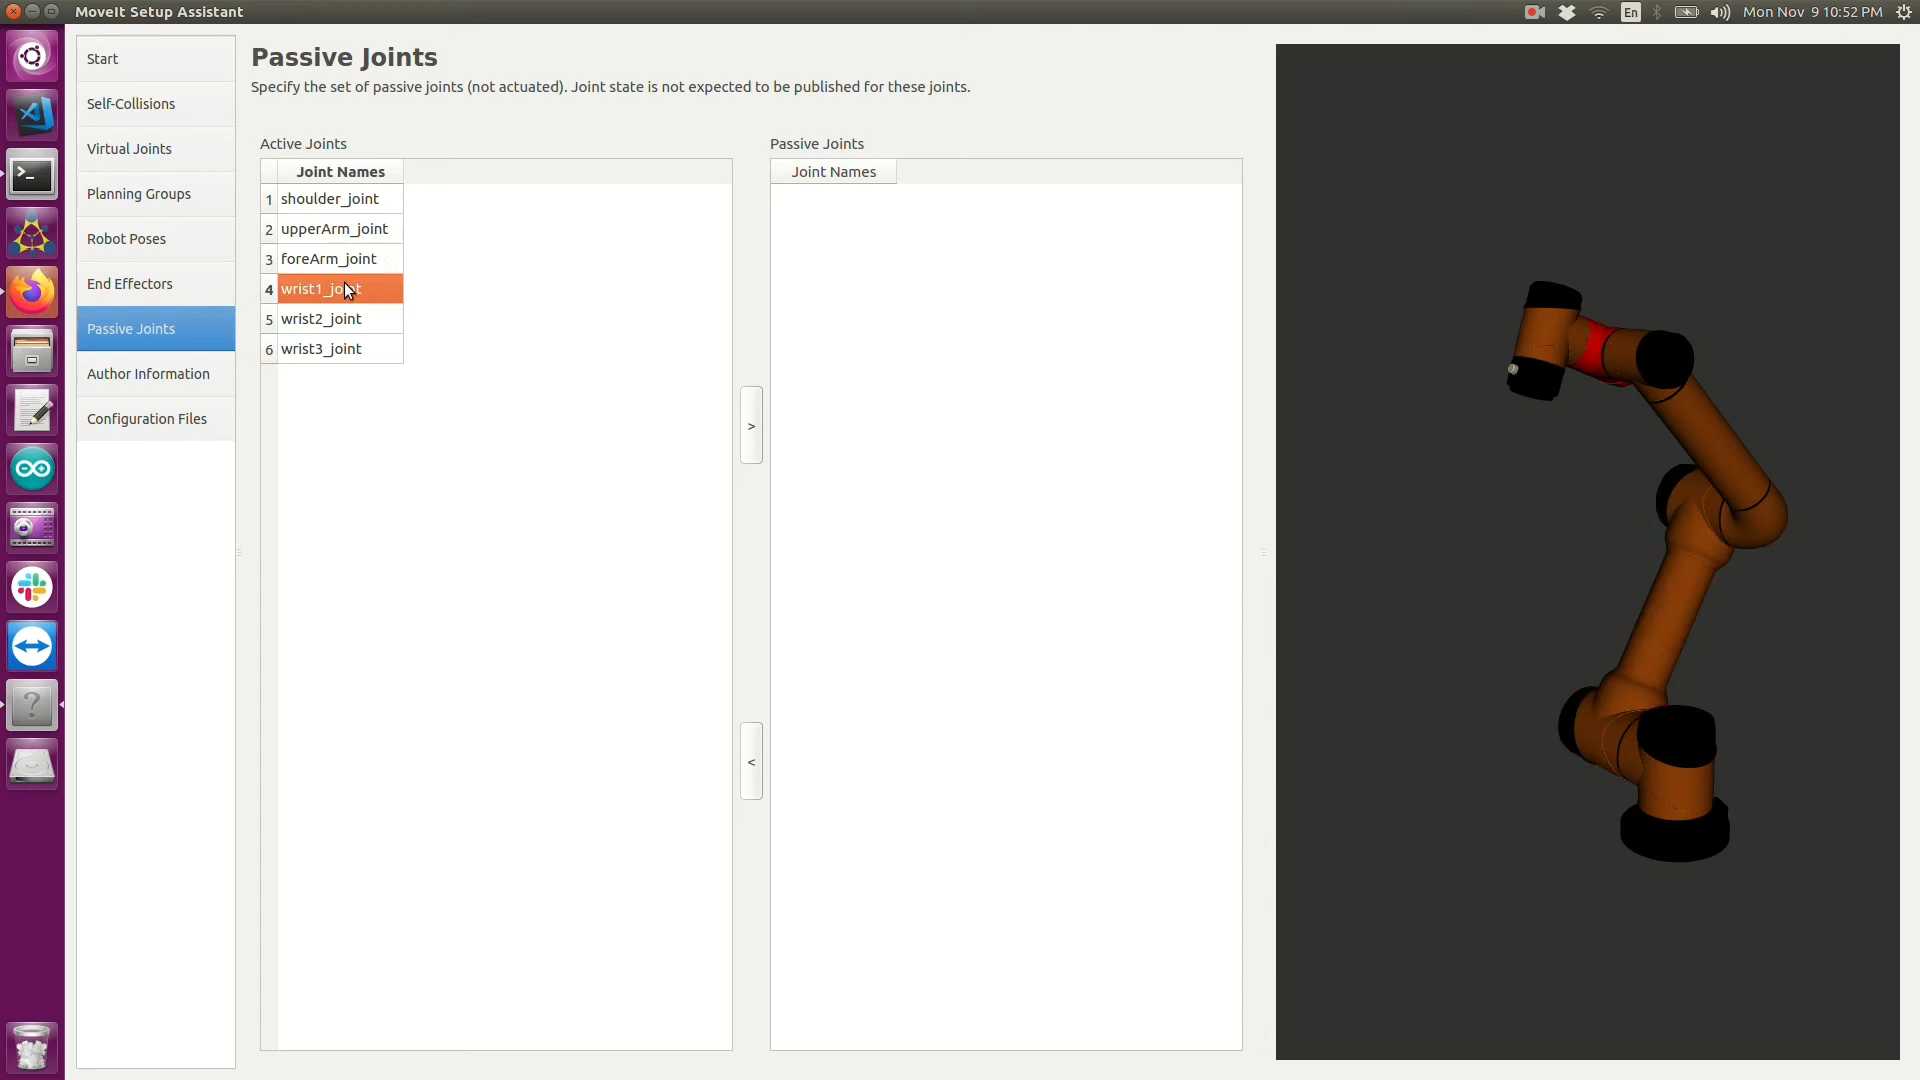 MoveIt Setup Assistant
En
Mon Nov 9 10:52 PM
Start
Self-Collisions
Virtual Joints
Planning Groups
Robot Poses
End Effectors
Passive Joints
Author Information
Configuration Files
Passive Joints
Specify the set of passive joints (not actuated). Joint state is not expected to be published for these joints.
Active Joints
Joint Names
1 shoulder_joint
2 upperArm_joint
3 foreArm_joint
4 wrist1_joint
5 wrist2_joint
6 wrist3_joint
>
<
Passive Joints
Joint Names